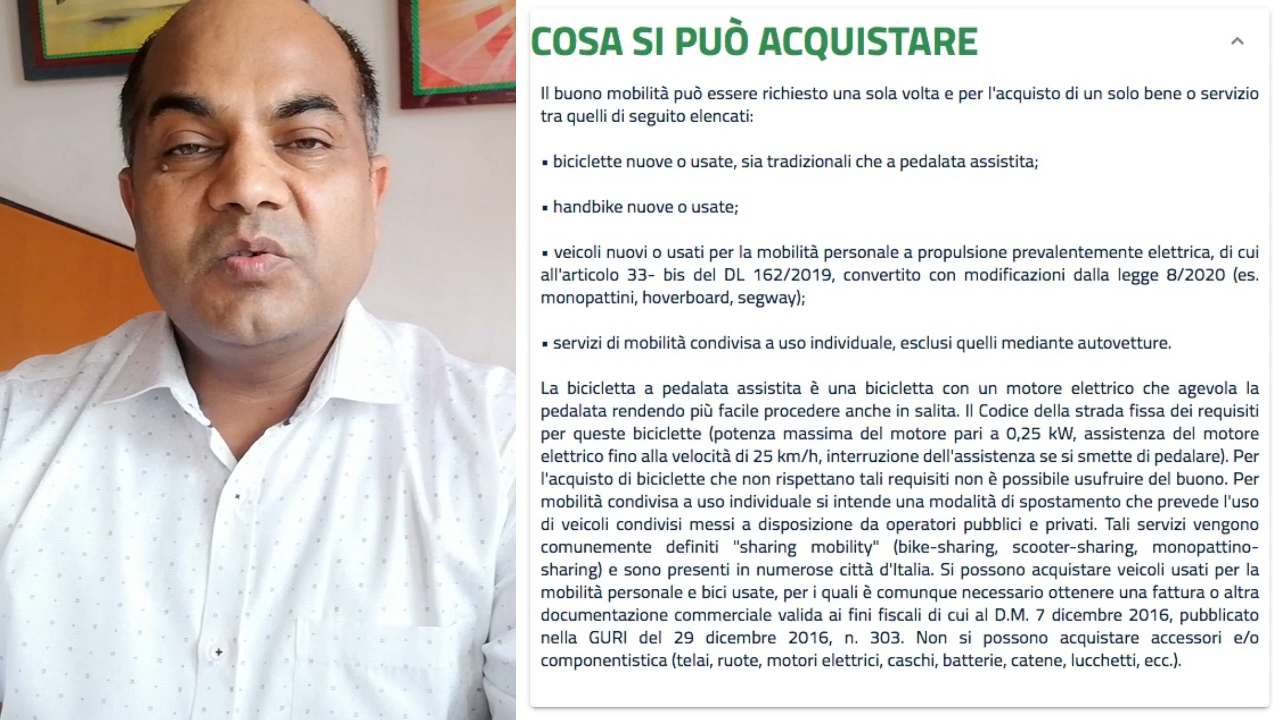 COSA SI PUÒ ACQUISTARE
Il buono mobilità può essere richiesto una sola volta e per l'acquisto di un solo bene o servizio
tra quelli di seguito elencati:
▪ biciclette nuove o usate, sia tradizionali che a pedalata assistita;
▪ handbike nuove o usate;
▪ veicoli nuovi o usati per la mobilità personale a propulsione prevalentemente elettrica, di cui
all'articolo 33- bis del DL 162/2019, convertito con modificazioni dalla legge 8/2020 (es.
monopattini, hoverboard, segway);
▪ servizi di mobilità condivisa a uso individuale, esclusi quelli mediante autovetture.
La bicicletta a pedalata assistita è una bicicletta con un motore elettrico che agevola la
pedalata rendendo più facile procedere anche in salita. Il Codice della strada fissa dei requisiti
per queste biciclette (potenza massima del motore pari a 0,25 kW, assistenza del motore
elettrico fino alla velocità di 25 km/h, interruzione dell'assistenza se si smette di pedalare). Per
l'acquisto di biciclette che non rispettano tali requisiti non è possibile usufruire del buono. Per
mobilità condivisa a uso individuale si intende una modalità di spostamento che prevede l'uso
di veicoli condivisi messi a disposizione da operatori pubblici e privati. Tali servizi vengono
comunemente definiti "sharing mobility" (bike-sharing, scooter-sharing, monopattino-
sharing) e sono presenti in numerose città d'Italia. Si possono acquistare veicoli usati per la
mobilità personale e bici usate, per i quali è comunque necessario ottenere una fattura o altra
documentazione commerciale valida ai fini fiscali di cui al D.M. 7 dicembre 2016, pubblicato
nella GURI del 29 dicembre 2016, n. 303. Non si possono acquistare accessori e/o
componentistica (telai, ruote, motori elettrici, caschi, batterie, catene, lucchetti, ecc.).